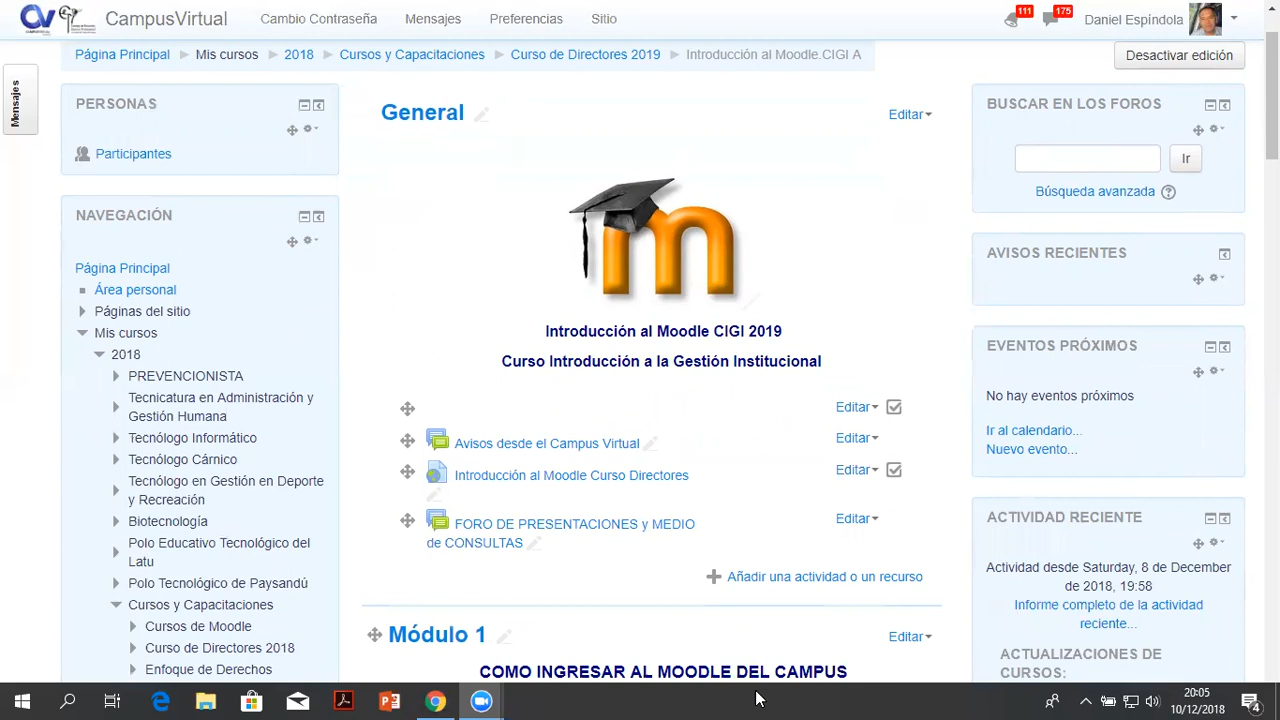 CV
CampusVirtual
Cambio Contraseña Mensajes Preferencias Sitio
111 175 Daniel Espindola
Página Principal Mis cursos 2018 Cursos y Capacitaciones Curso de Directores 2019 Introducción al Moodle.CIGI A
Desactivar edición
Mensajes
PERSONAS
Participantes
NAVEGACIÓN
Página Principal
Área personal
Páginas del sitio
Mis cursos
2018
PREVENCIONISTA
Tecnicatura en Administración y
Gestión Humana
Tecnólogo Informático
Tecnólogo Cárnico
Tecnólogo en Gestión en Deporte
y Recreación
Biotecnología
Polo Educativo Tecnológico del
Latu
Polo Tecnológico de Paysandú
Cursos y Capacitaciones
Cursos de Moodle
Curso de Directores 2018
Enfoque de Derechos
General
Editar
m
Introducción al Moodle CIGI 2019
Curso Introducción a la Gestión Institucional
Editar
Avisos desde el Campus Virtual Editar
Introducción al Moodle Curso Directores Editar
FORO DE PRESENTACIONES y MEDIO Editar
de CONSULTAS
Añadir una actividad o un recurso
Módulo 1 Editar
COMO INGRESAR AL MOODLE DEL CAMPUS
BUSCAR EN LOS FOROS
Ir
Búsqueda avanzada ?
AVISOS RECIENTES
EVENTOS PRÓXIMOS
No hay eventos próximos
Ir al calendario...
Nuevo evento...
ACTIVIDAD RECIENTE
Actividad desde Saturday, 8 de December
de 2018, 19:58
Informe completo de la actividad
reciente...
ACTUALIZACIONES DE
CURSOS:
20:05
10/12/2018
4